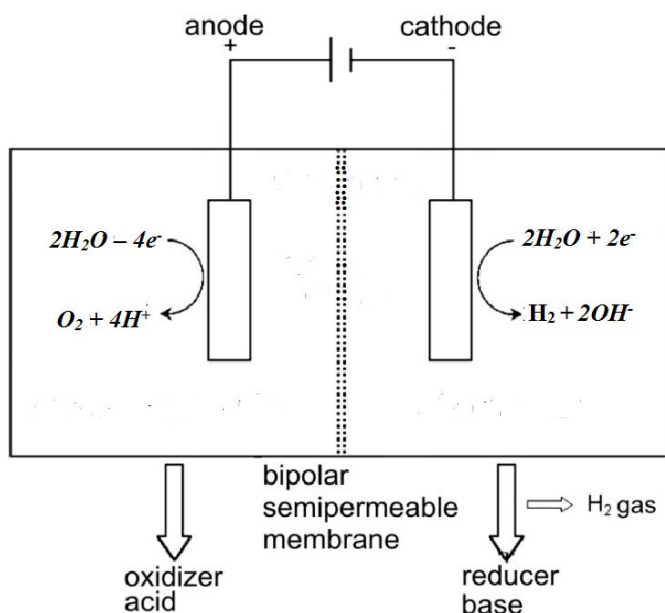 anode
+
cathode
-
2H₂O – 4e⁻
O₂ + 4H⁺
2H₂O + 2e⁻
H₂ + 2OH⁻
bipolar
semipermeable
membrane
H₂ gas
oxidizer
acid
reducer
base